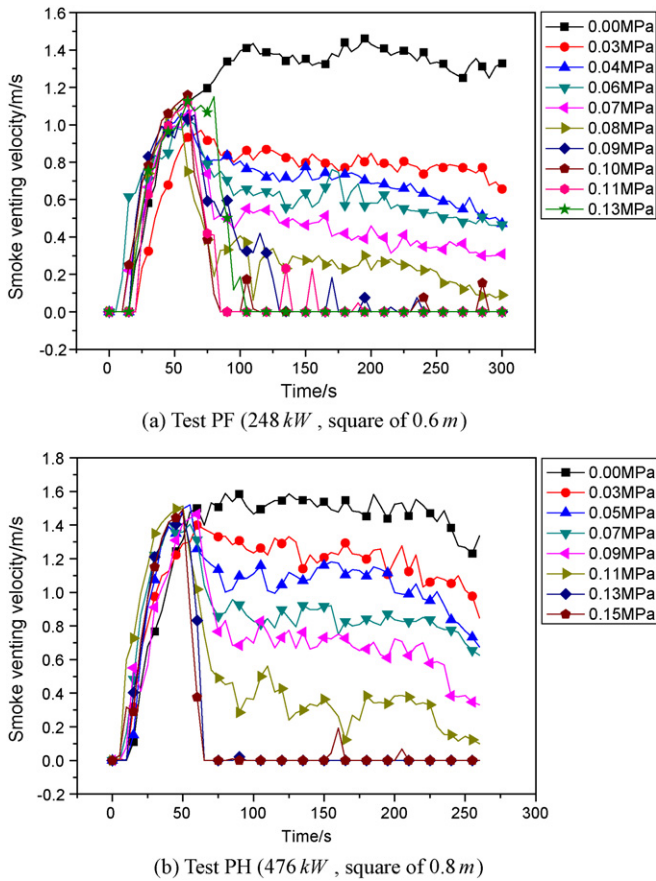 1.6
1.4
1.2
1.0
0.8
0.6
0.4
0.2
0.0
-0.2
Smoke venting velocity/m/s
0 50 100 150 200 250 300
Time/s
0.00MPa
0.03MPa
0.04MPa
0.06MPa
0.07MPa
0.08MPa
0.09MPa
0.10MPa
0.11MPa
0.13MPa
(a) Test PF (248 kW , square of 0.6 m)
1.8
1.6
1.4
1.2
1.0
0.8
0.6
0.4
0.2
0.0
-0.2
Smoke venting velocity/m/s
0 50 100 150 200 250 300
Time/s
0.00MPa
0.03MPa
0.05MPa
0.07MPa
0.09MPa
0.11MPa
0.13MPa
0.15MPa
(b) Test PH (476 kW , square of 0.8 m)